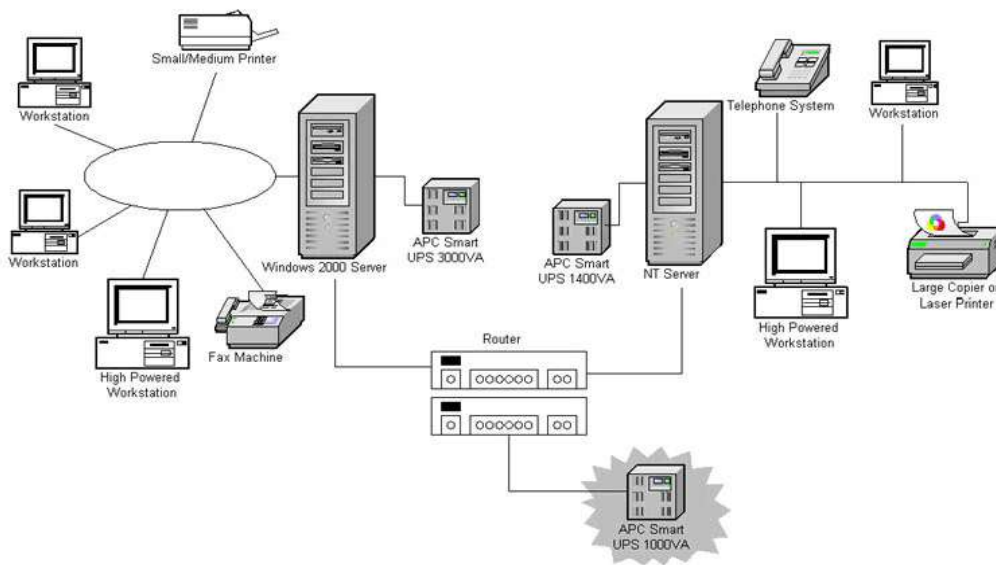 Small/Medium Printer
Workstation
Telephone System
Workstation
Workstation
APC Smart
UPS 3000VA
Windows 2000 Server
APC Smart
UPS 1400VA
NT Server
Large Copier or
Laser Printer
High Powered
Workstation
Fax Machine
High Powered
Workstation
Router
APC Smart
UPS 1000VA